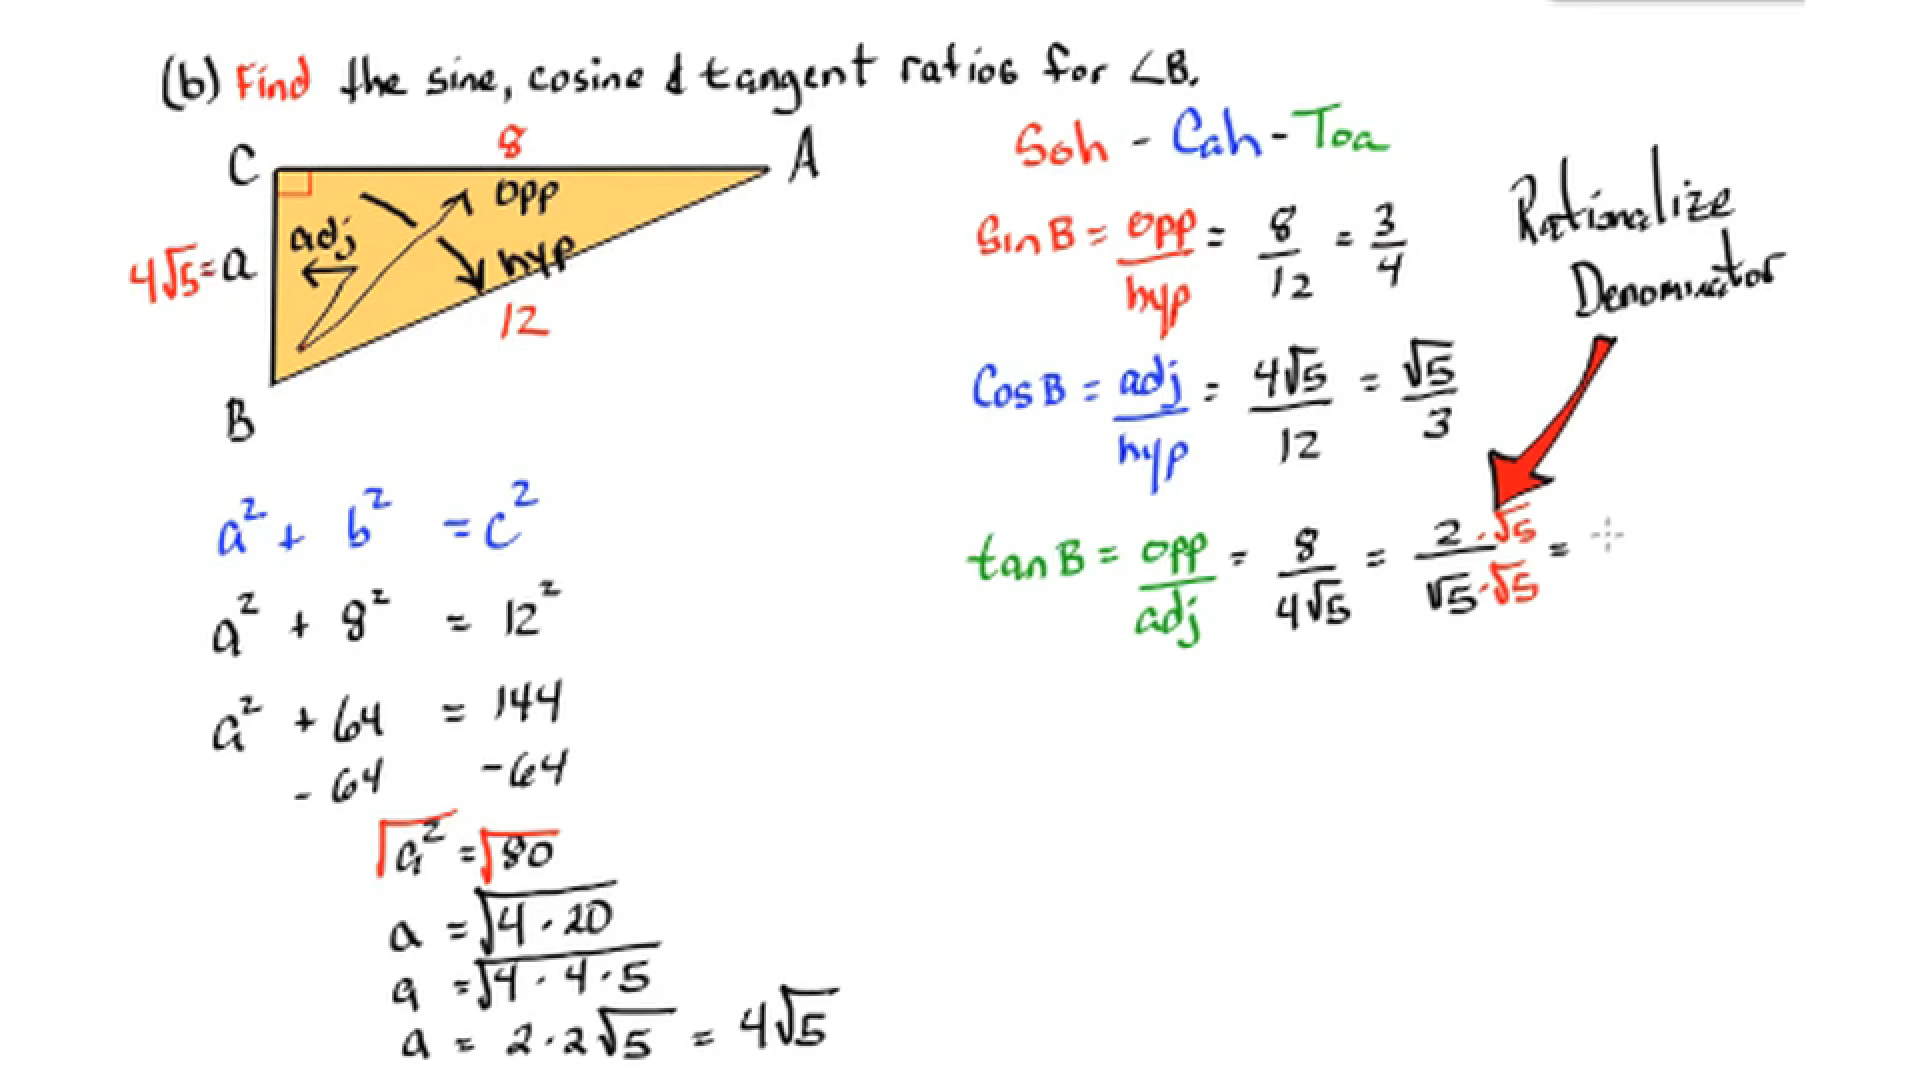 (b) Find the sine, cosine & tangent ratios for ∠B.
C 8 A
opp
adj
4√5 = a
hyp
12
B
a² + b² = c²
a² + 8² = 12²
a² + 64 = 144
- 64 -64
√a² = √80
a = √4 · 20
a = √4 · 4 · 5
a = 2 · 2√5 = 4√5
Soh - Cah - Toa
Sin B = opp/hyp = 8/12 = 3/4
Cos B = adj/hyp = 4√5/12 = √5/3
tan B = opp/adj = 8/4√5 = 2 · √5/√5 · √5 =
Rationalize
Denominator